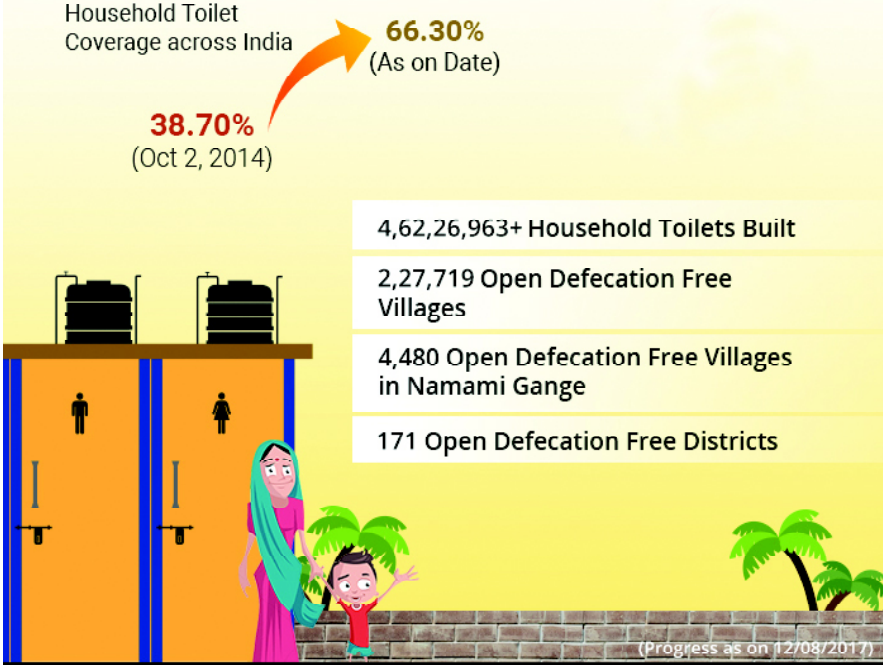 Household Toilet
Coverage across India
66.30%
(As on Date)
38.70%
(Oct 2, 2014)
4,62,26,963+ Household Toilets Built
2,27,719 Open Defecation Free
Villages
4,480 Open Defecation Free Villages
in Namami Gange
171 Open Defecation Free Districts
(Progress as on 12/08/2017)